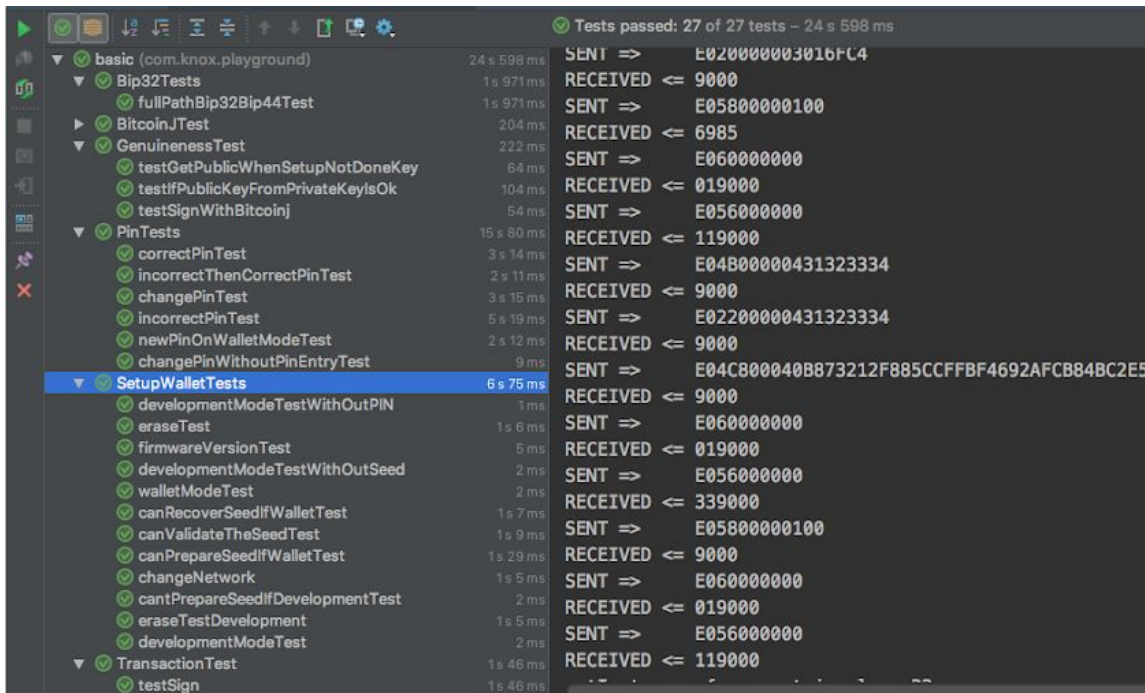 Tests passed: 27 of 27 tests – 24 s 598 ms
basic (com.knox.playground) 24 s 598 ms
Bip32Tests 1 s 971 ms
fullPathBip32Bip44Test 1 s 971 ms
BitcoinJTest 204 ms
GenuinenessTest 222 ms
testGetPublicWhenSetupNotDoneKey 64 ms
testIfPublicKeyFromPrivateKeyIsOk 104 ms
testSignWithBitcoinj 54 ms
PinTests 15 s 80 ms
correctPinTest 3 s 14 ms
incorrectThenCorrectPinTest 2 s 11 ms
changePinTest 3 s 15 ms
incorrectPinTest 5 s 19 ms
newPinOnWalletModeTest 2 s 12 ms
changePinWithoutPinEntryTest 9 ms
SetupWalletTests 6 s 75 ms
developmentModeTestWithOutPIN 1 ms
eraseTest 1 s 6 ms
firmwareVersionTest 5 ms
developmentModeTestWithOutSeed 2 ms
walletModeTest 2 ms
canRecoverSeedIfWalletTest 1 s 7 ms
canValidateTheSeedTest 1 s 9 ms
canPrepareSeedIfWalletTest 1 s 29 ms
changeNetwork 1 s 5 ms
cantPrepareSeedIfDevelopmentTest 2 ms
eraseTestDevelopment 1 s 5 ms
developmentModeTest 2 ms
TransactionTest 1 s 46 ms
testSign 1 s 46 ms
SENT => E020000003016FC4
RECEIVED <= 9000
SENT => E05800000100
RECEIVED <= 6985
SENT => E060000000
RECEIVED <= 019000
SENT => E056000000
RECEIVED <= 119000
SENT => E04B00000431323334
RECEIVED <= 9000
SENT => E02200000431323334
RECEIVED <= 9000
SENT => E04C800040B873212F885CCFFBF4692AFCB84BC2E5
RECEIVED <= 9000
SENT => E060000000
RECEIVED <= 019000
SENT => E056000000
RECEIVED <= 339000
SENT => E05800000100
RECEIVED <= 9000
SENT => E060000000
RECEIVED <= 019000
SENT => E056000000
RECEIVED <= 119000